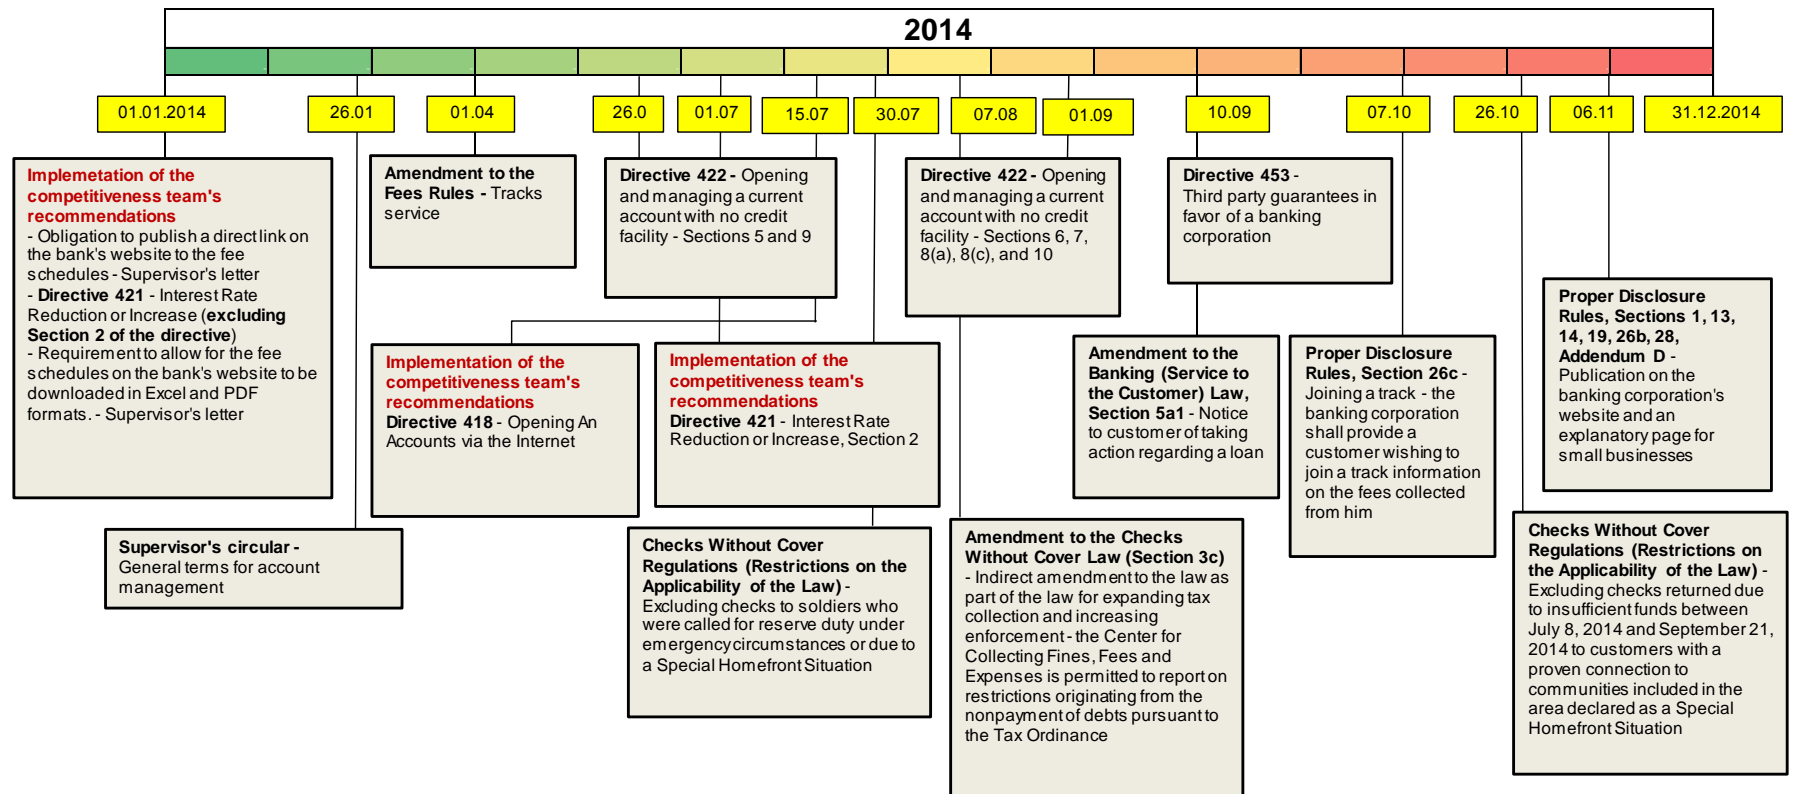 2014
01.01.2014
26.01
01.04
26.0
01.07
15.07
30.07
07.08
01.09
10.09
07.10
26.10
06.11
31.12.2014
Implemetation of the
competitiveness team's
recommendations
- Obligation to publish a direct link on
the bank's website to the fee
schedules - Supervisor's letter
- Directive 421 - Interest Rate
Reduction or Increase (excluding
Section 2 of the directive)
- Requirement to allow for the fee
schedules on the bank's website to be
downloaded in Excel and PDF
formats. - Supervisor's letter
Supervisor's circular -
General terms for account
management
Amendment to the
Fees Rules - Tracks
service
Implementation of the
competitiveness team's
recommendations
Directive 418 - Opening An
Accounts via the Internet
Directive 422 - Opening
and managing a current
account with no credit
facility - Sections 5 and 9
Implementation of the
competitiveness team's
recommendations
Directive 421 - Interest Rate
Reduction or Increase, Section 2
Checks Without Cover
Regulations (Restrictions on the
Applicability of the Law) -
Excluding checks to soldiers who
were called for reserve duty under
emergency circumstances or due to
a Special Homefront Situation
Directive 422 - Opening
and managing a current
account with no credit
facility - Sections 6, 7,
8(a), 8(c), and 10
Amendment to the Checks
Without Cover Law (Section 3c)
- Indirect amendment to the law as
part of the law for expanding tax
collection and increasing
enforcement - the Center for
Collecting Fines, Fees and
Expenses is permitted to report on
restrictions originating from the
nonpayment of debts pursuant to
the Tax Ordinance
Directive 453 -
Third party guarantees in
favor of a banking
corporation
Amendment to the
Banking (Service to
the Customer) Law,
Section 5a1 - Notice
to customer of taking
action regarding a loan
Proper Disclosure
Rules, Section 26c -
Joining a track - the
banking corporation
shall provide a
customer wishing to
join a track information
on the fees collected
from him
Proper Disclosure
Rules, Sections 1, 13,
14, 19, 26b, 28,
Addendum D -
Publication on the
banking corporation's
website and an
explanatory page for
small businesses
Checks Without Cover
Regulations (Restrictions on
the Applicability of the Law) -
Excluding checks returned due
to insufficient funds between
July 8, 2014 and September 21,
2014 to customers with a
proven connection to
communities included in the
area declared as a Special
Homefront Situation